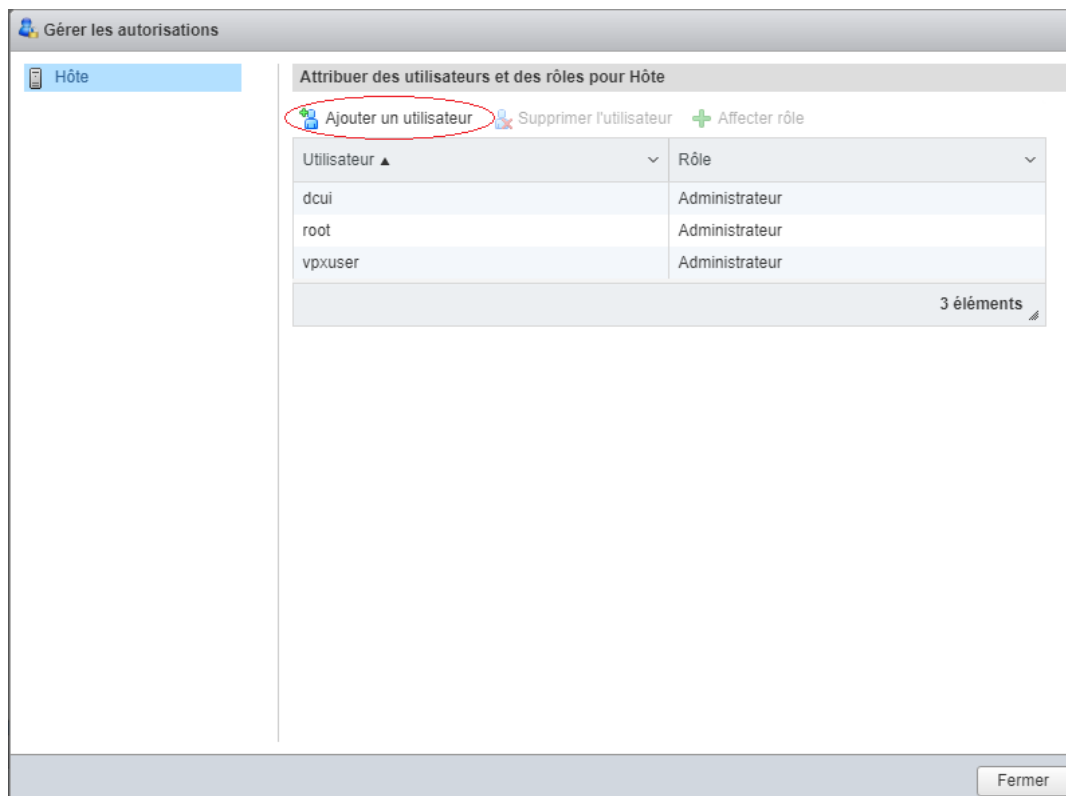 Gérer les autorisations
Hôte
Attribuer des utilisateurs et des rôles pour Hôte
Ajouter un utilisateur Supprimer l'utilisateur Affecter rôle
Utilisateur Rôle
dcui Administrateur
root Administrateur
vpxuser Administrateur
3 éléments
Fermer